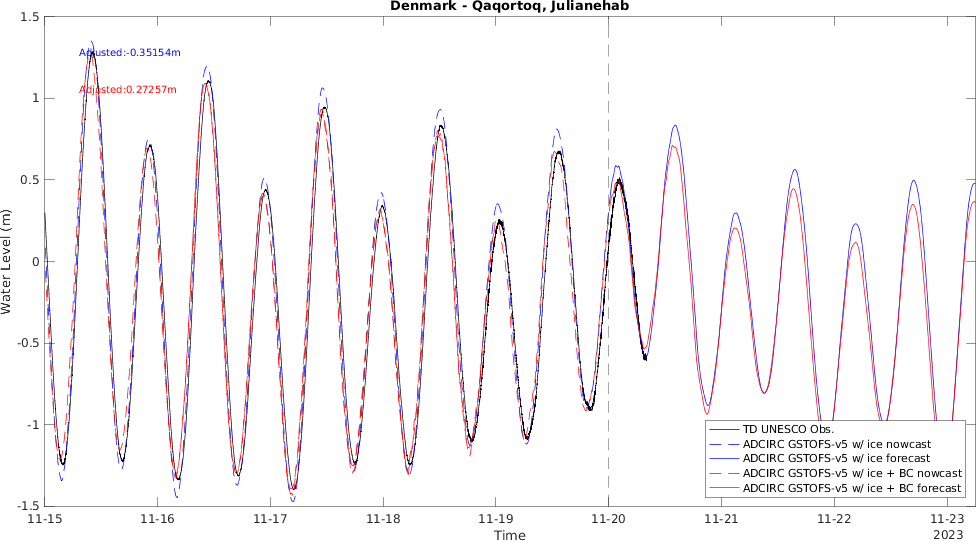 Denmark - Qaqortoq, Julianehab
1.5
1
0.5
0
-0.5
-1
-1.5
Water Level (m)
Adjusted:-0.35154m
Adjusted:0.27257m
TD UNESCO Obs.
ADCIRC GSTOFS-v5 w/ ice nowcast
ADCIRC GSTOFS-v5 w/ ice forecast
ADCIRC GSTOFS-v5 w/ ice + BC nowcast
ADCIRC GSTOFS-v5 w/ ice + BC forecast
11-15 11-16 11-17 11-18 11-19 11-20 11-21 11-22 11-23
Time
2023